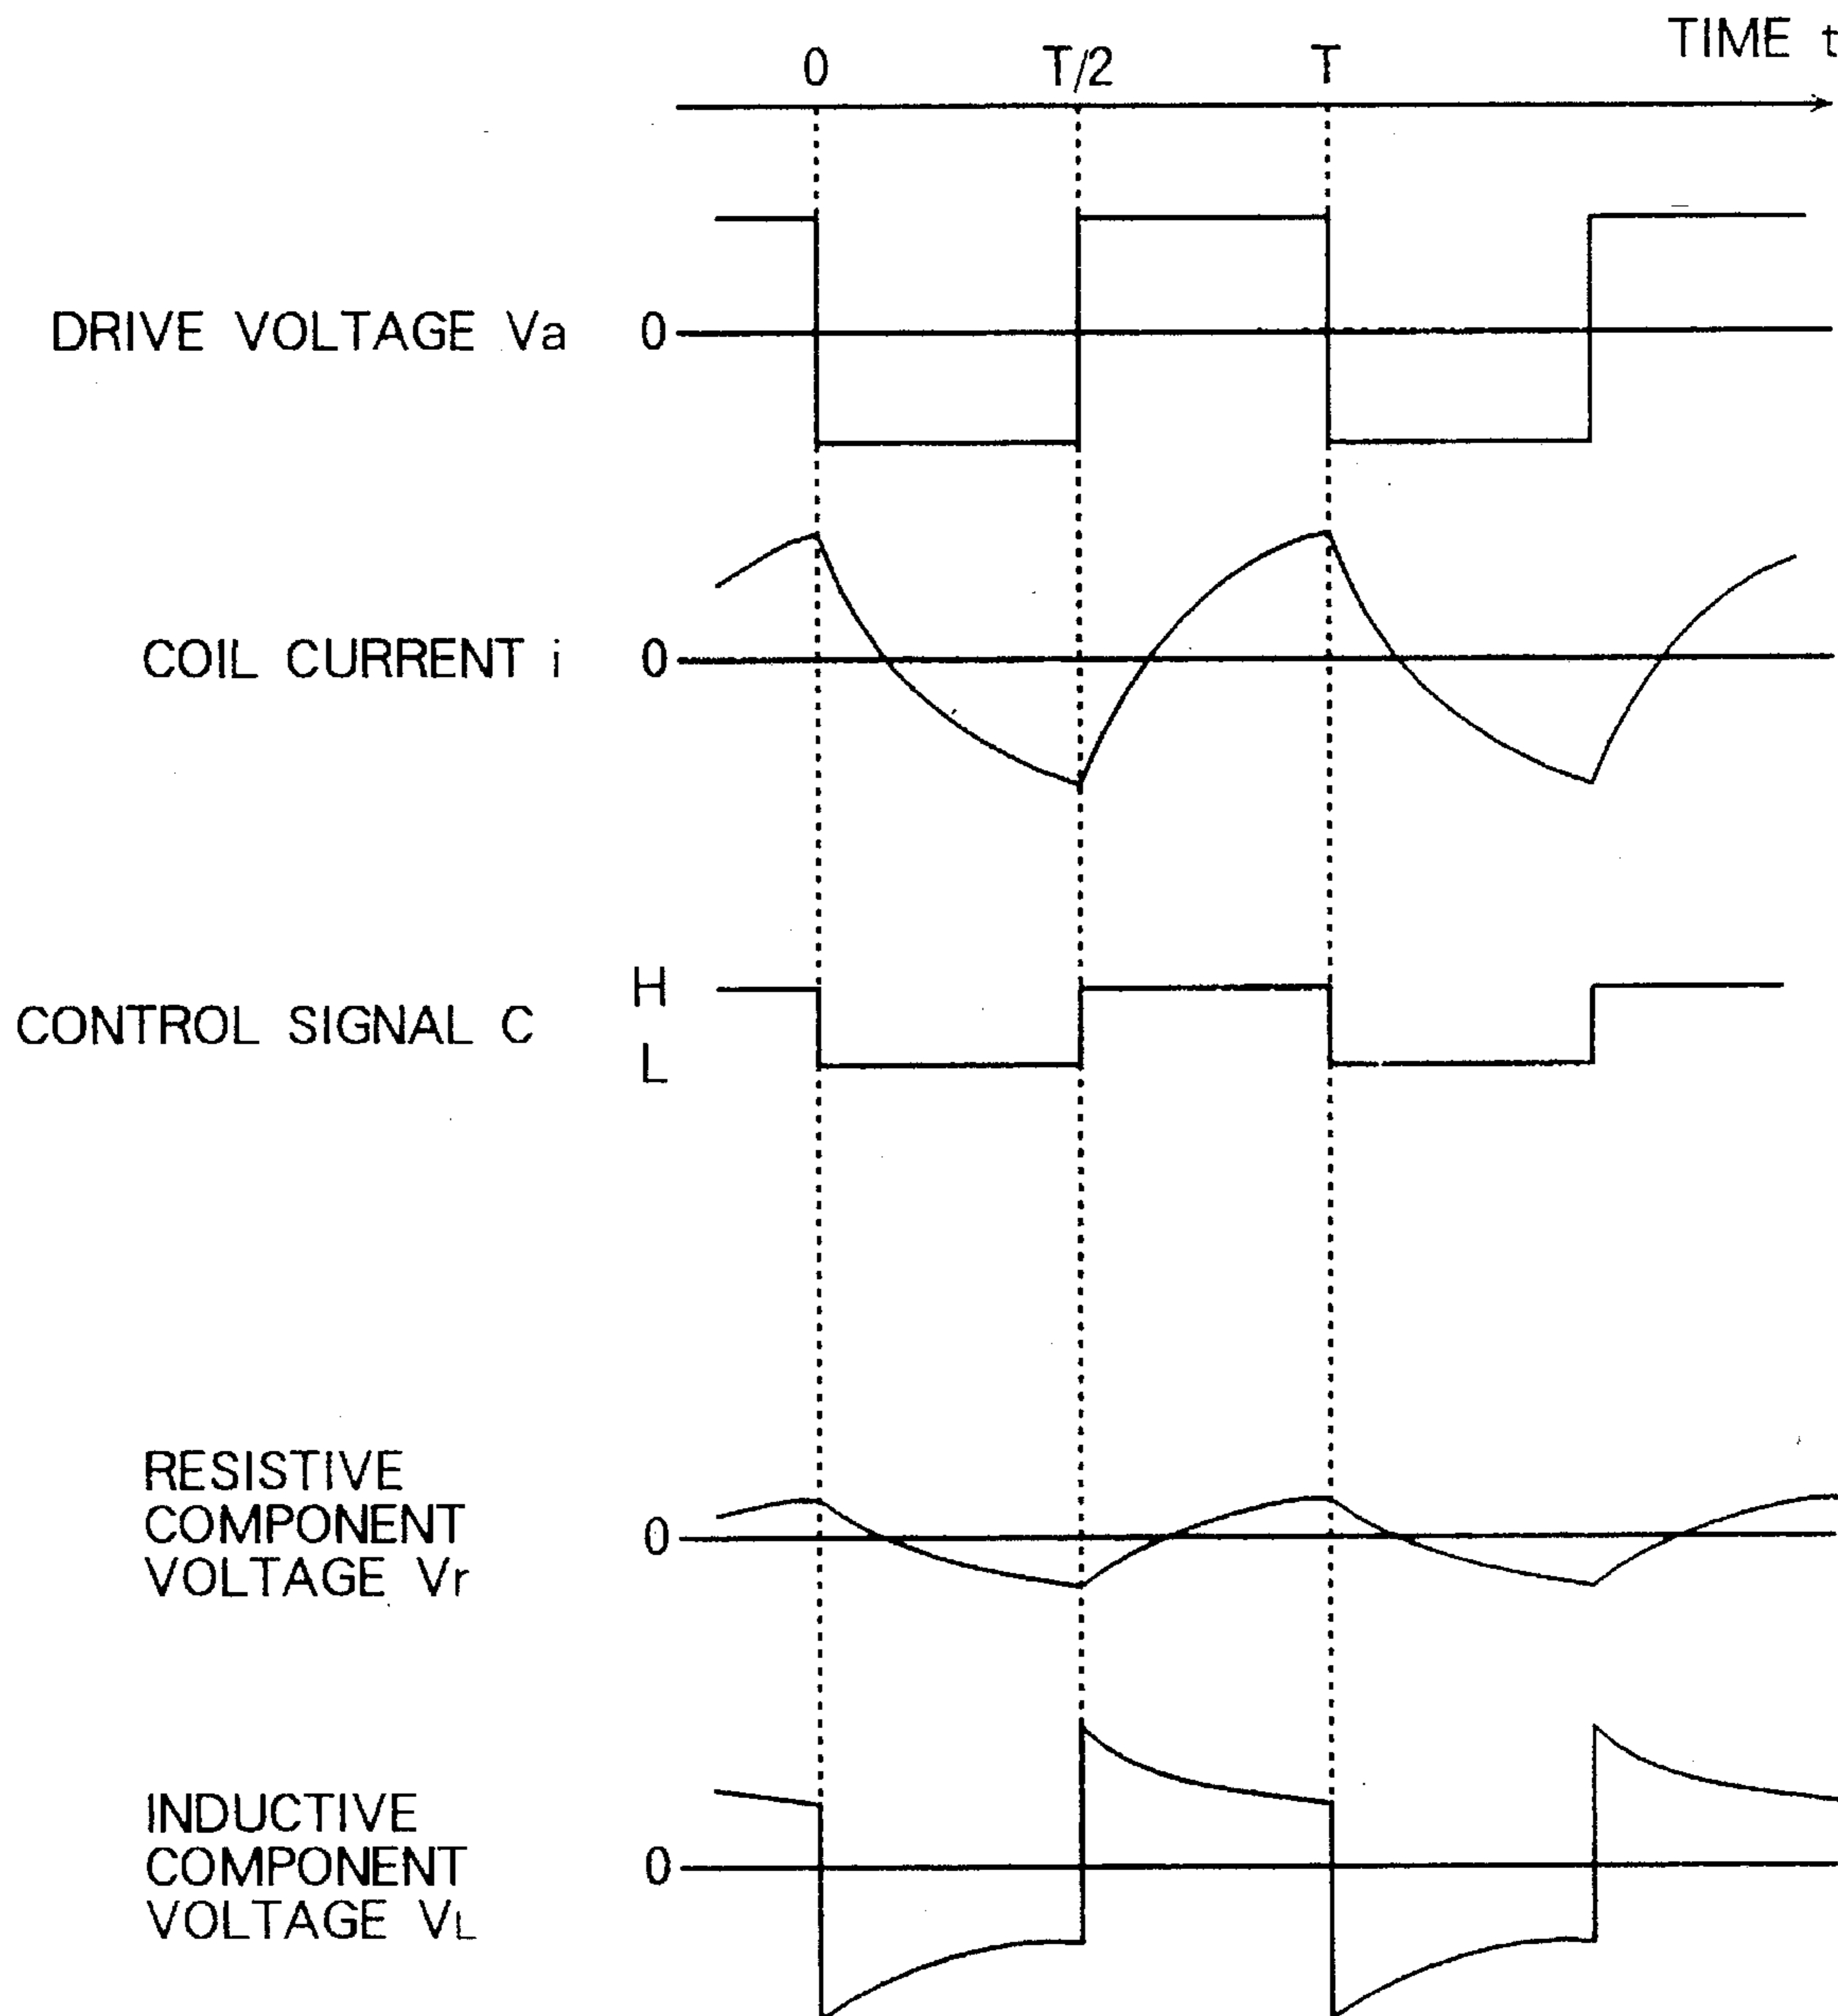 TIME t
0 T/2 T
DRIVE VOLTAGE Va 0
COIL CURRENT i 0
H
CONTROL SIGNAL C
L
RESISTIVE
COMPONENT 0
VOLTAGE Vr
INDUCTIVE
COMPONENT 0
VOLTAGE VL